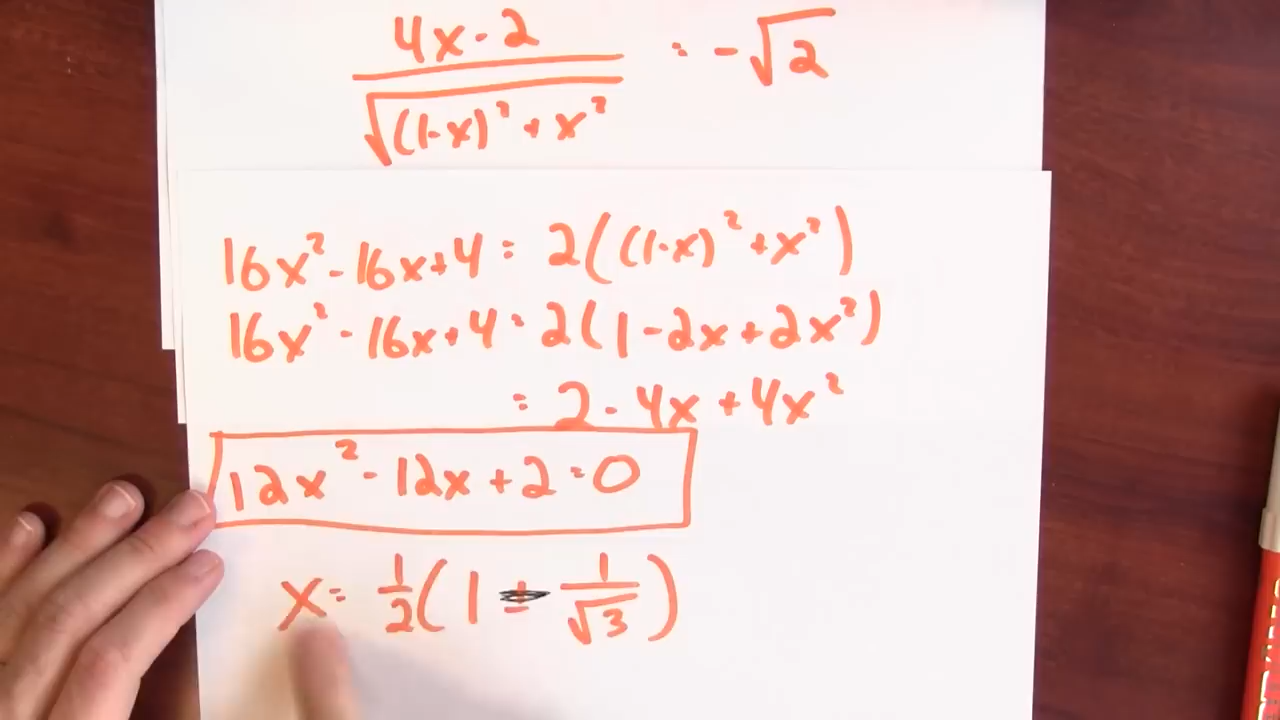 4x-2 / √((1-x)² + x²) = -√2
16x² - 16x + 4 = 2((1-x)² + x²)
16x² - 16x + 4 = 2(1 - 2x + 2x²)
= 2 - 4x + 4x²
12x² - 12x + 2 = 0
x = 1/2 (1 - 1/√3)